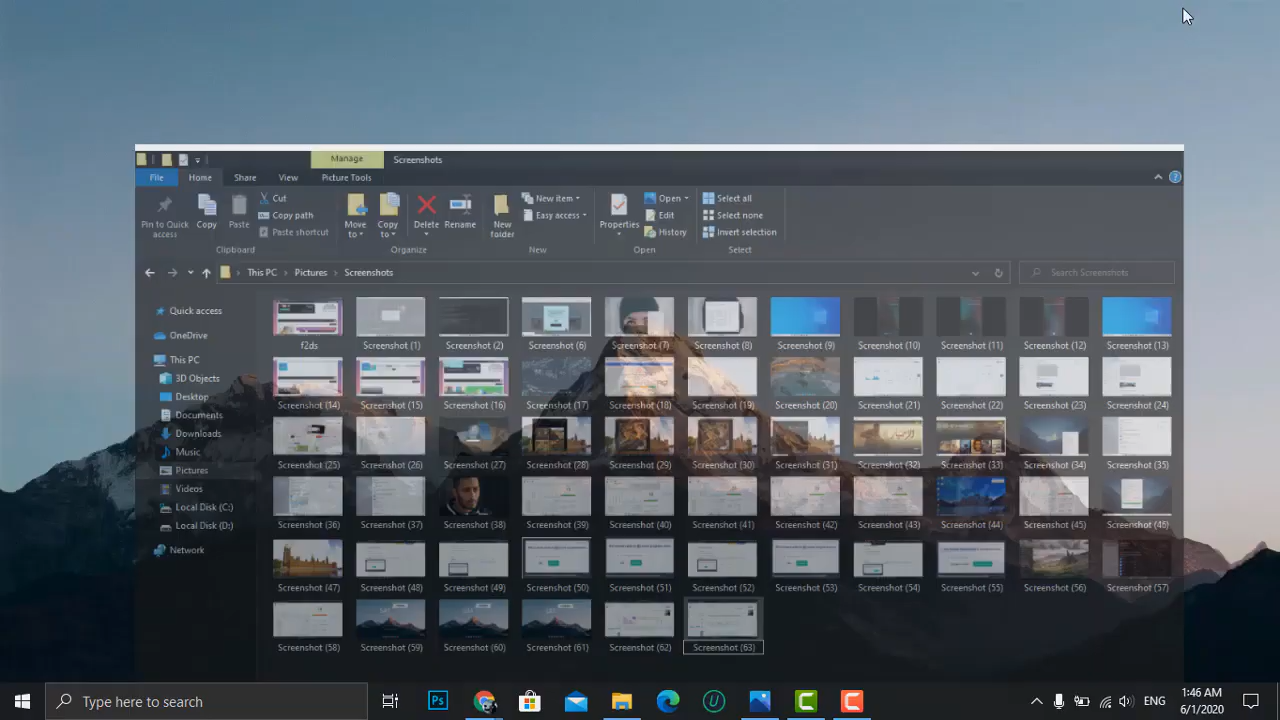 Manage
Screenshots
File
Home
Share
View
Picture Tools
Pin to Quick access
Copy
Paste
Cut
Copy path
Paste shortcut
Clipboard
Move to
Copy to
Delete
Rename
Organize
New folder
New item
Easy access
New
Properties
Open
Edit
History
Open
Select all
Select none
Invert selection
Select
This PC > Pictures > Screenshots
Search Screenshots
Quick access
OneDrive
This PC
3D Objects
Desktop
Documents
Downloads
Music
Pictures
Videos
Local Disk (C:)
Local Disk (D:)
Network
f2ds Screenshot (1) Screenshot (2) Screenshot (6) Screenshot (7) Screenshot (8) Screenshot (9) Screenshot (10) Screenshot (11) Screenshot (12) Screenshot (13)
Screenshot (14) Screenshot (15) Screenshot (16) Screenshot (17) Screenshot (18) Screenshot (19) Screenshot (20) Screenshot (21) Screenshot (22) Screenshot (23) Screenshot (24)
Screenshot (25) Screenshot (26) Screenshot (27) Screenshot (28) Screenshot (29) Screenshot (30) Screenshot (31) Screenshot (32) Screenshot (33) Screenshot (34) Screenshot (35)
Screenshot (36) Screenshot (37) Screenshot (38) Screenshot (39) Screenshot (40) Screenshot (41) Screenshot (42) Screenshot (43) Screenshot (44) Screenshot (45) Screenshot (46)
Screenshot (47) Screenshot (48) Screenshot (49) Screenshot (50) Screenshot (51) Screenshot (52) Screenshot (53) Screenshot (54) Screenshot (55) Screenshot (56) Screenshot (57)
Screenshot (58) Screenshot (59) Screenshot (60) Screenshot (61) Screenshot (62) Screenshot (63)
Type here to search
Ps
ENG
1:46 AM
6/1/2020